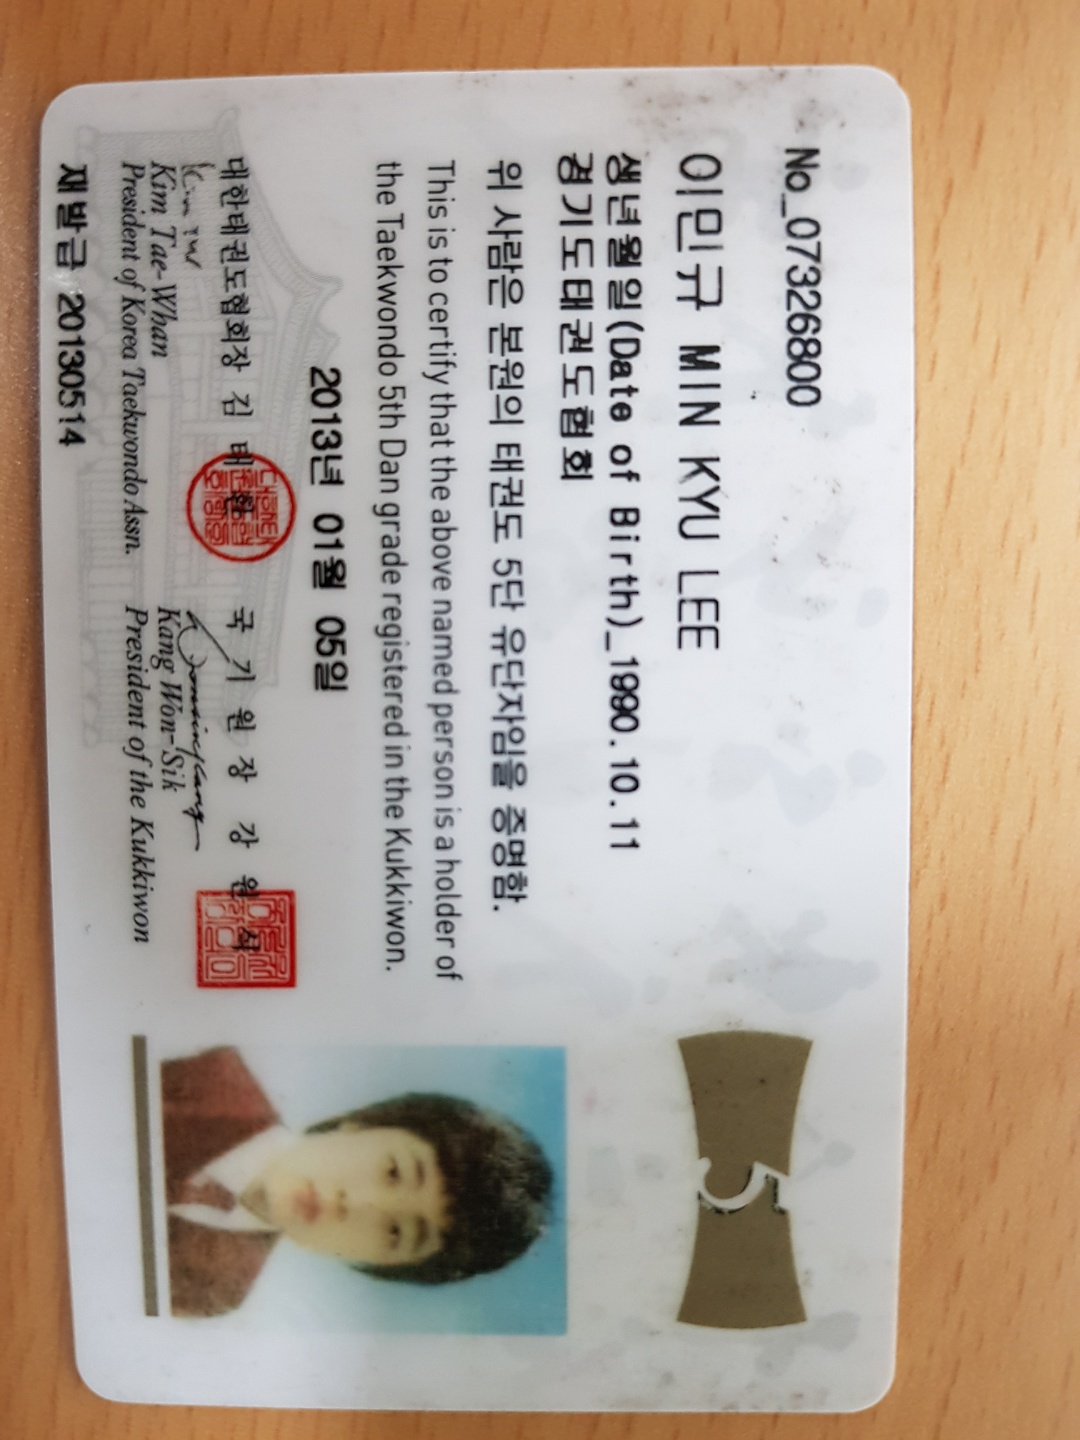 No_07326800
이민규 MIN KYU LEE
생년월일(Date of Birth)_1990.10.11
경기도태권도협회
위 사람은 본원의 태권도 5단 유단자임을 증명함.
This is to certify that the above named person is a holder of
the Taekwondo 5th Dan grade registered in the Kukkiwon.
2013년 01월 05일
대한태권도협회장 김 태 환
Kim Tae-Whan
President of Korea Taekwondo Assn.
국 기 원 장 강 원 식
Kang Won-Sik
President of the Kukkiwon
재발급 20130514
5